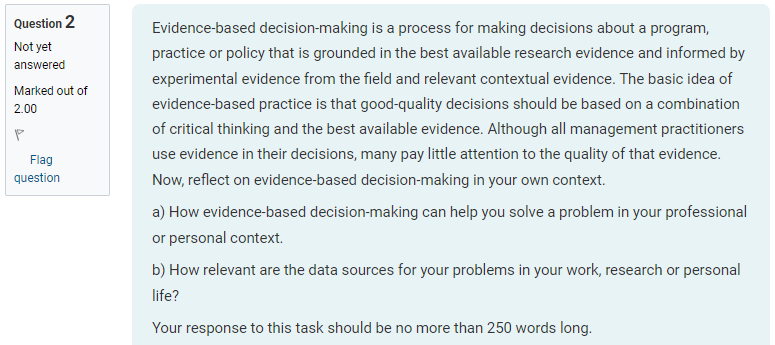 Question 2
Not yet
answered
Marked out of
2.00
Flag
question
Evidence-based decision-making is a process for making decisions about a program,
practice or policy that is grounded in the best available research evidence and informed by
experimental evidence from the field and relevant contextual evidence. The basic idea of
evidence-based practice is that good-quality decisions should be based on a combination
of critical thinking and the best available evidence. Although all management practitioners
use evidence in their decisions, many pay little attention to the quality of that evidence.
Now, reflect on evidence-based decision-making in your own context.
a) How evidence-based decision-making can help you solve a problem in your professional
or personal context.
b) How relevant are the data sources for your problems in your work, research or personal
life?
Your response to this task should be no more than 250 words long.